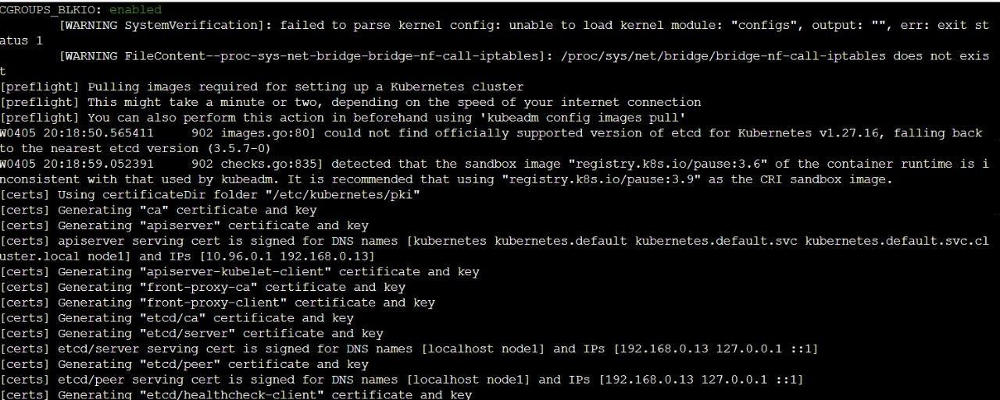 CGROUPS_BLKIO: enabled
[WARNING SystemVerification]: failed to parse kernel config: unable to load kernel module: "configs", output: "", err: exit st
atus 1
[WARNING FileContent--proc-sys-net-bridge-bridge-nf-call-iptables]: /proc/sys/net/bridge/bridge-nf-call-iptables does not exis
t
[preflight] Pulling images required for setting up a Kubernetes cluster
[preflight] This might take a minute or two, depending on the speed of your internet connection
[preflight] You can also perform this action in beforehand using 'kubeadm config images pull'
W0405 20:18:50.565411     902 images.go:80] could not find officially supported version of etcd for Kubernetes v1.27.16, falling back
to the nearest etcd version (3.5.7-0)
W0405 20:18:59.052391     902 checks.go:835] detected that the sandbox image "registry.k8s.io/pause:3.6" of the container runtime is i
nconsistent with that used by kubeadm. It is recommended that using "registry.k8s.io/pause:3.9" as the CRI sandbox image.
[certs] Using certificateDir folder "/etc/kubernetes/pki"
[certs] Generating "ca" certificate and key
[certs] Generating "apiserver" certificate and key
[certs] apiserver serving cert is signed for DNS names [kubernetes kubernetes.default kubernetes.default.svc kubernetes.default.svc.cl
uster.local node1] and IPs [10.96.0.1 192.168.0.13]
[certs] Generating "apiserver-kubelet-client" certificate and key
[certs] Generating "front-proxy-ca" certificate and key
[certs] Generating "front-proxy-client" certificate and key
[certs] Generating "etcd/ca" certificate and key
[certs] Generating "etcd/server" certificate and key
[certs] etcd/server serving cert is signed for DNS names [localhost node1] and IPs [192.168.0.13 127.0.0.1 ::1]
[certs] Generating "etcd/peer" certificate and key
[certs] etcd/peer serving cert is signed for DNS names [localhost node1] and IPs [192.168.0.13 127.0.0.1 ::1]
[certs] Generating "etcd/healthcheck-client" certificate and key